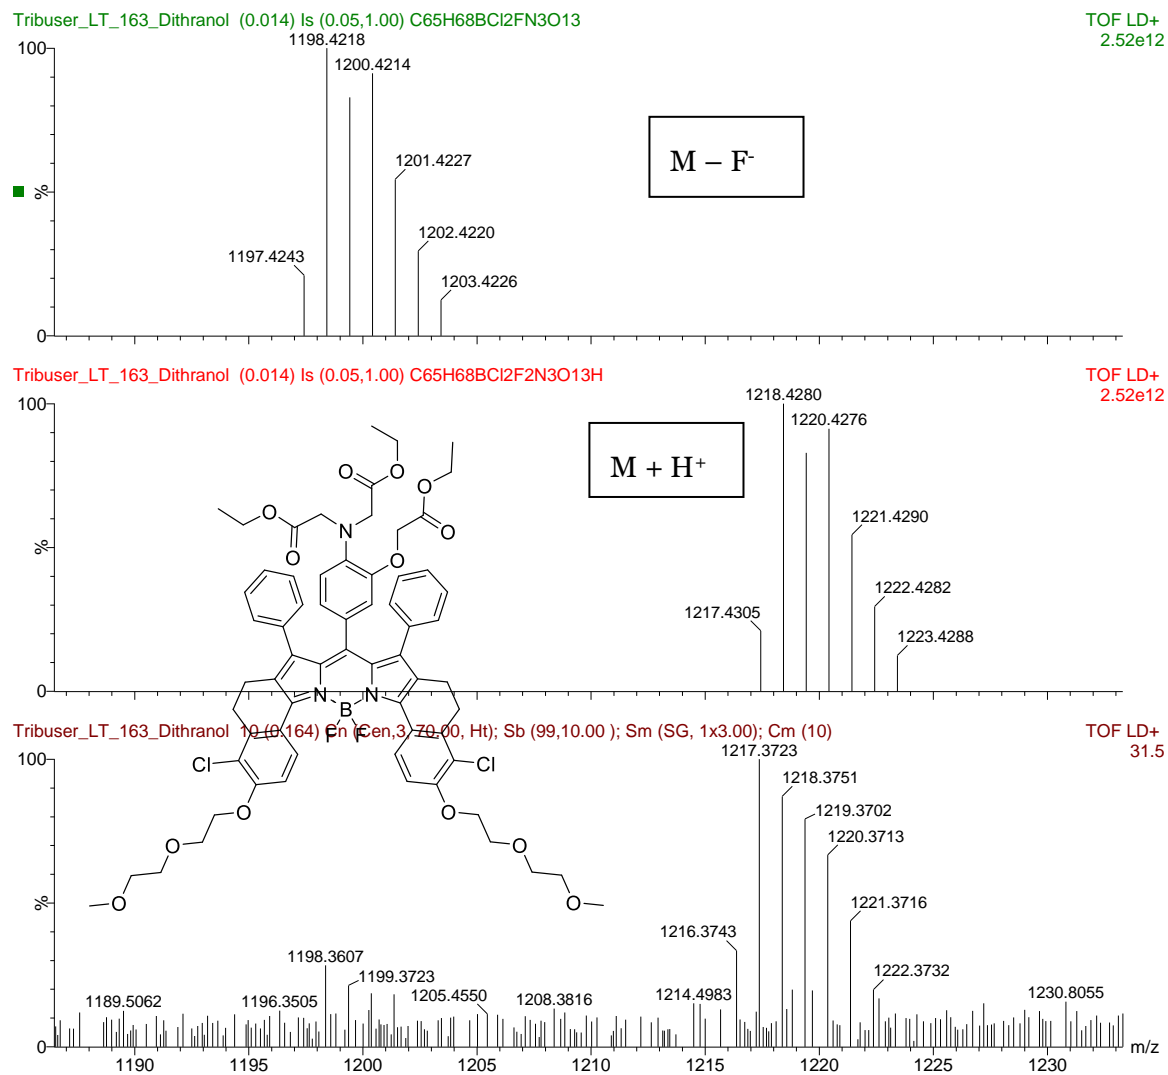 Tribuser_LT_163_Dithranol (0.014) Is (0.05,1.00) C65H68BCl2FN3O13
TOF LD+
2.52e12
100
%
0
1198.4218
1200.4214
1201.4227
1197.4243
1202.4220
1203.4226
M – F-
Tribuser_LT_163_Dithranol (0.014) Is (0.05,1.00) C65H68BCl2F2N3O13H
TOF LD+
2.52e12
100
%
0
1218.4280
1220.4276
1221.4290
1222.4282
1217.4305
1223.4288
M + H+
O
O
O
O
O
O
N
O
N
N
B
F
F
Cl
Cl
O
O
O
O
O
O
Tribuser_LT_163_Dithranol 10 (0.164) Cn (Cen,3, 70.00, Ht); Sb (99,10.00 ); Sm (SG, 1x3.00); Cm (10)
TOF LD+
31.5
100
%
0
1217.3723
1218.3751
1219.3702
1220.3713
1221.3716
1216.3743
1222.3732
1198.3607
1199.3723
1189.5062
1196.3505
1205.4550
1208.3816
1214.4983
1230.8055
m/z
1190
1195
1200
1205
1210
1215
1220
1225
1230